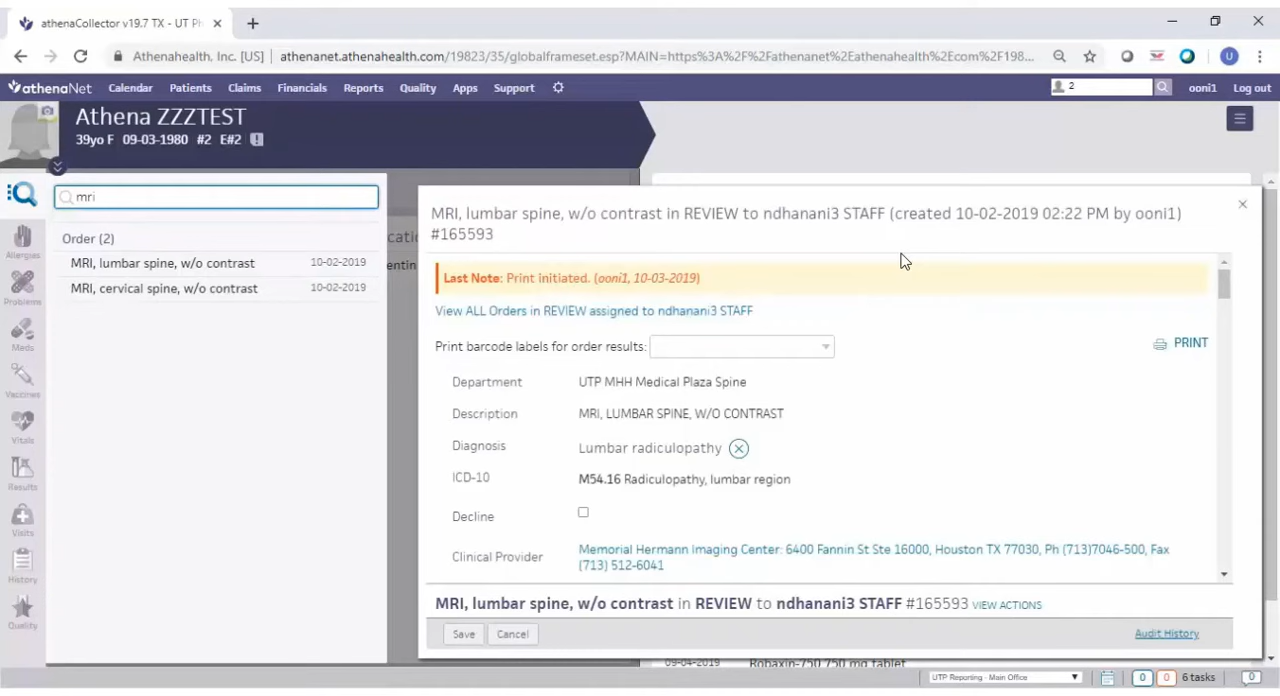 athenaCollector v19.7 TX - UT Ph
Athenahealth, Inc. [US]
athenanet.athenahealth.com/19823/35/globalframeset.esp?MAIN=https%3A%2F%2Fathenanet%2Eathenahealth%2Ecom%2F198...
U
athenaNet
Calendar
Patients
Claims
Financials
Reports
Quality
Apps
Support
2
ooni1
Log out
Athena ZZZTEST
39yo F 09-03-1980 #2 E#2
mri
Order (2)
MRI, lumbar spine, w/o contrast 10-02-2019
MRI, cervical spine, w/o contrast 10-02-2019
Allergies
Problems
Meds
Vaccines
Vitals
Results
Visits
History
Quality
MRI, lumbar spine, w/o contrast in REVIEW to ndhanani3 STAFF (created 10-02-2019 02:22 PM by ooni1)
#165593
Last Note: Print initiated. (ooni1, 10-03-2019)
View ALL Orders in REVIEW assigned to ndhanani3 STAFF
Print barcode labels for order results:
PRINT
Department UTP MHH Medical Plaza Spine
Description MRI, LUMBAR SPINE, W/O CONTRAST
Diagnosis Lumbar radiculopathy
ICD-10 M54.16 Radiculopathy, lumbar region
Decline
Clinical Provider Memorial Hermann Imaging Center: 6400 Fannin St Ste 16000, Houston TX 77030, Ph (713)7046-500, Fax
(713) 512-6041
MRI, lumbar spine, w/o contrast in REVIEW to ndhanani3 STAFF #165593 VIEW ACTIONS
Save
Cancel
Audit History
09-04-2019 Robaxin-750 750 mg tablet
UTP Reporting - Main Office
0
0
6 tasks
0